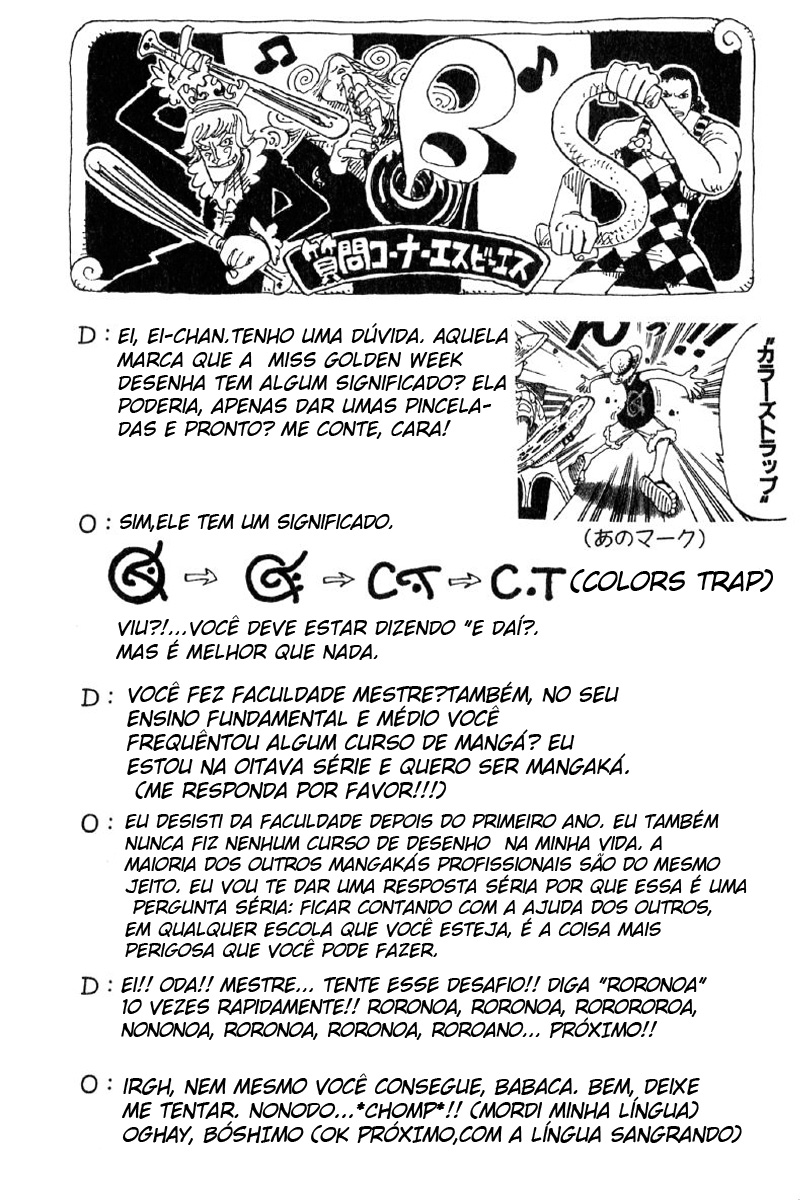 S B S
質問コーナーエスビーエス
D: EI, EI-CHAN.TENHO UMA DÚVIDA. AQUELA
MARCA QUE A MISS GOLDEN WEEK
DESENHA TEM ALGUM SIGNIFICADO? ELA
PODERIA, APENAS DAR UMAS PINCELA-
DAS E PRONTO? ME CONTE, CARA!
"カラーズトラップ"
(あのマーク)
O: SIM,ELE TEM UM SIGNIFICADO.
⇨ ⇨ C.T ⇨ C.T (COLORS TRAP)
VIU?!...VOCÊ DEVE ESTAR DIZENDO "E DAÍ?.
MAS É MELHOR QUE NADA.
D: VOCÊ FEZ FACULDADE MESTRE?TAMBÉM, NO SEU
ENSINO FUNDAMENTAL E MÉDIO VOCÊ
FREQUÊNTOU ALGUM CURSO DE MANGÁ? EU
ESTOU NA OITAVA SÉRIE E QUERO SER MANGAKÁ.
(ME RESPONDA POR FAVOR!!!)
O: EU DESISTI DA FACULDADE DEPOIS DO PRIMEIRO ANO. EU TAMBÉM
NUNCA FIZ NENHUM CURSO DE DESENHO NA MINHA VIDA. A
MAIORIA DOS OUTROS MANGAKÁS PROFISSIONAIS SÃO DO MESMO
JEITO. EU VOU TE DAR UMA RESPOSTA SÉRIA POR QUE ESSA É UMA
PERGUNTA SÉRIA: FICAR CONTANDO COM A AJUDA DOS OUTROS,
EM QUALQUER ESCOLA QUE VOCÊ ESTEJA, É A COISA MAIS
PERIGOSA QUE VOCÊ PODE FAZER.
D: EI!! ODA!! MESTRE... TENTE ESSE DESAFIO!! DIGA "RORONOA"
10 VEZES RAPIDAMENTE!! RORONOA, RORONOA, ROROROROA,
NONONOA, RORONOA, RORONOA, ROROANO... PRÓXIMO!!
O: IRGH, NEM MESMO VOCÊ CONSEGUE, BABACA. BEM, DEIXE
ME TENTAR. NONODO...*CHOMP*!! (MORDI MINHA LÍNGUA)
OGHAY, BÓSHIMO (OK PRÓXIMO,COM A LÍNGUA SANGRANDO)